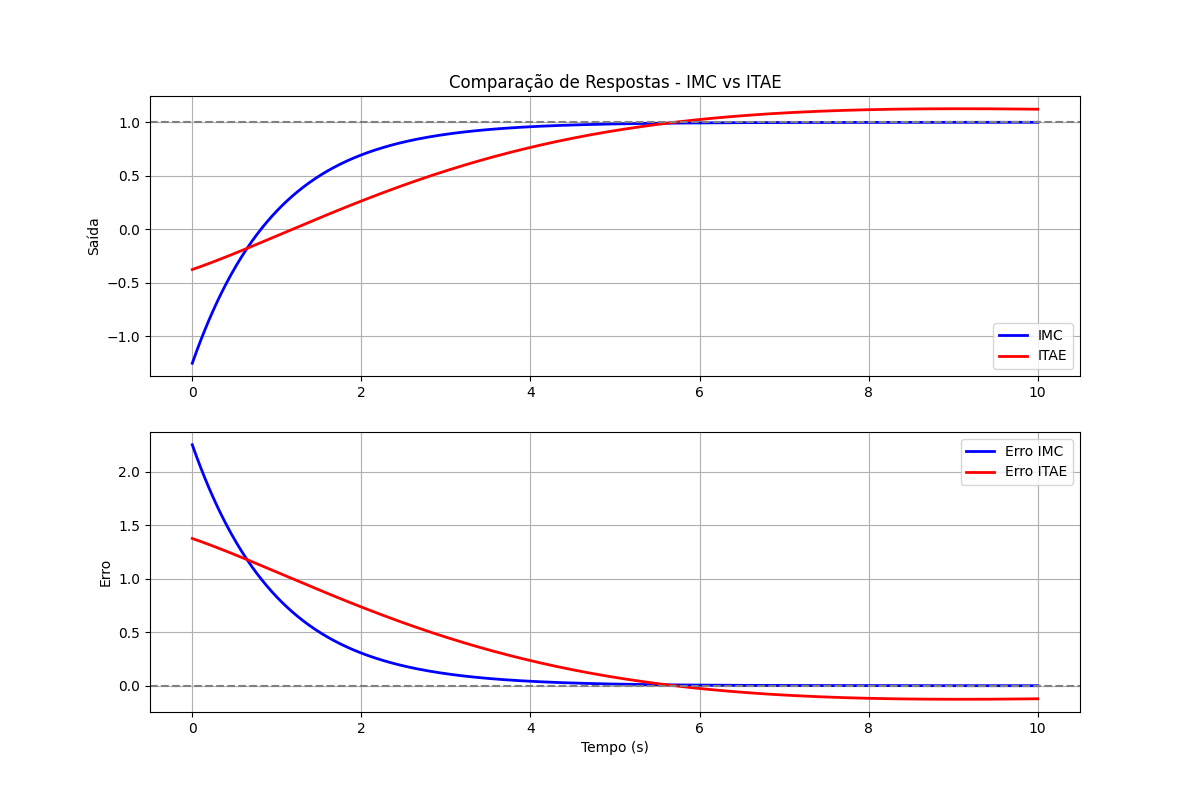 Comparação de Respostas - IMC vs ITAE
1.0
0.5
0.0
−0.5
−1.0
Saída
IMC
ITAE
0 2 4 6 8 10
2.0
1.5
1.0
0.5
0.0
Erro
Erro IMC
Erro ITAE
0 2 4 6 8 10
Tempo (s)